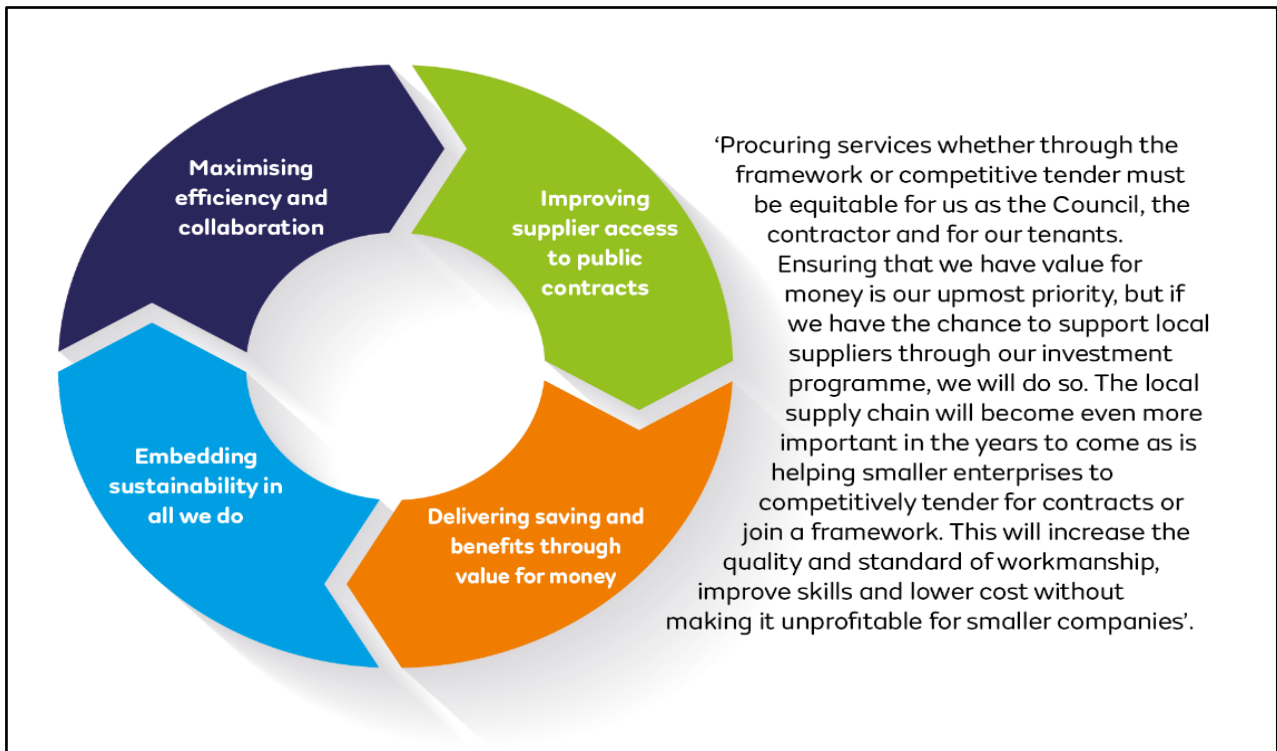 Maximising
efficiency and
collaboration
Improving
supplier access
to public
contracts
Embedding
sustainability in
all we do
Delivering saving and
benefits through
value for money
‘Procuring services whether through the
framework or competitive tender must
be equitable for us as the Council, the
contractor and for our tenants.
Ensuring that we have value for
money is our upmost priority, but if
we have the chance to support local
suppliers through our investment
programme, we will do so. The local
supply chain will become even more
important in the years to come as is
helping smaller enterprises to
competitively tender for contracts or
join a framework. This will increase the
quality and standard of workmanship,
improve skills and lower cost without
making it unprofitable for smaller companies’.